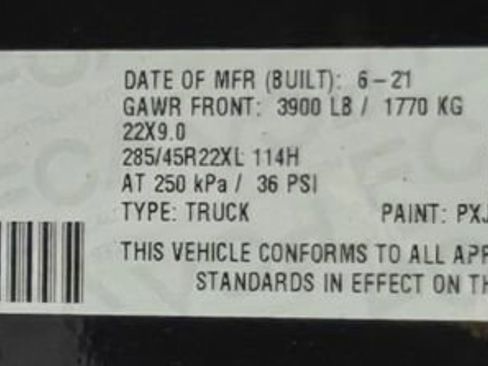 DATE OF MFR (BUILT): 6-21
GAWR FRONT: 3900 LB / 1770 KG
22X9.0
285/45R22XL 114H
AT 250 kPa / 36 PSI
TYPE: TRUCK PAINT: PXJ
THIS VEHICLE CONFORMS TO ALL APP
STANDARDS IN EFFECT ON TH